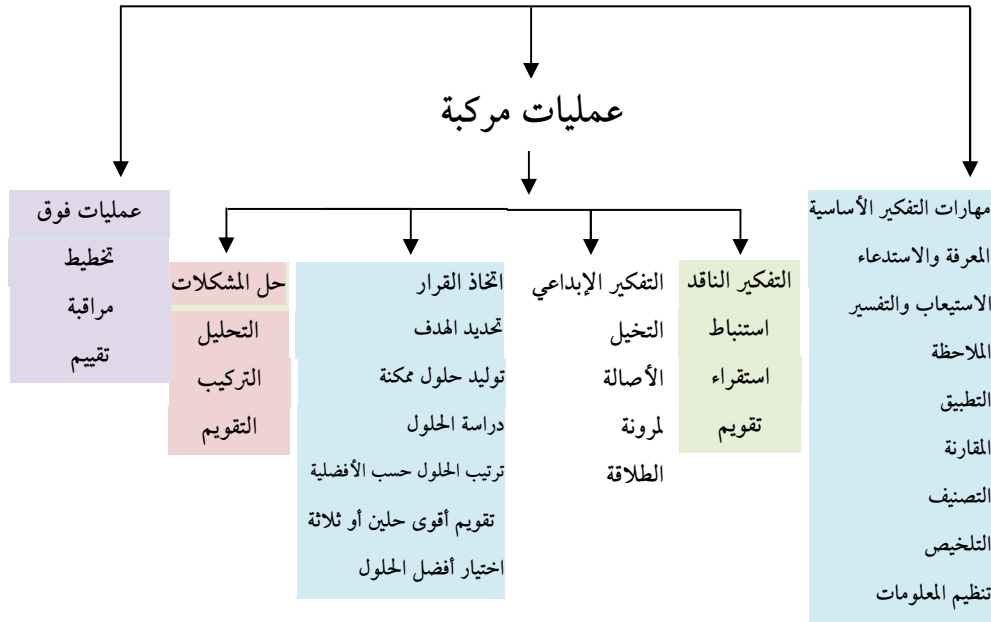 عمليات مركبة
مهارات التفكير الأساسية
المعرفة والاستدعاء
الاستيعاب والتفسير
الملاحظة
التطبيق
المقارنة
التصنيف
التلخيص
تنظيم المعلومات
التفكير الناقد
استنباط
استقراء
تقويم
التفكير الإبداعي
التخيل
الأصالة
لمرونة
الطلاقة
اتخاذ القرار
تحديد الهدف
توليد حلول ممكنة
دراسة الحلول
ترتيب الحلول حسب الأفضلية
تقويم أقوى حلين أو ثلاثة
اختيار أفضل الحلول
حل المشكلات
التحليل
التركيب
التقويم
عمليات فوق
تخطيط
مراقبة
تقييم